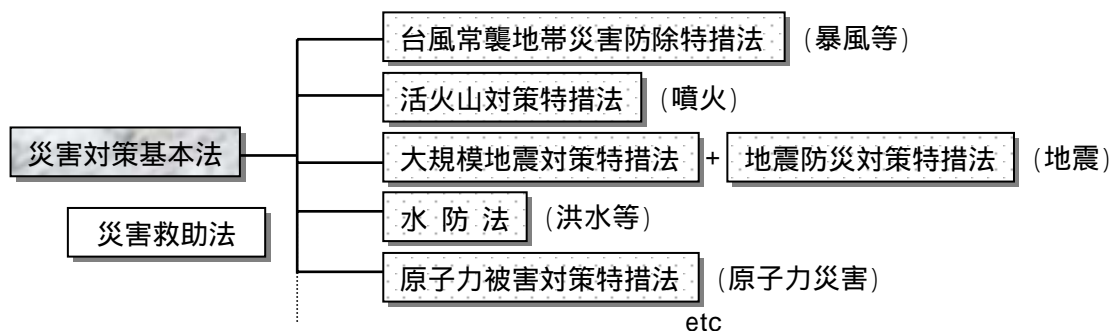 台風常襲地帯災害防除特措法 (暴風等)
活火山対策特措法 (噴火)
災害対策基本法
大規模地震対策特措法 + 地震防災対策特措法 (地震)
水 防 法 (洪水等)
災害救助法
原子力被害対策特措法 (原子力災害)
etc